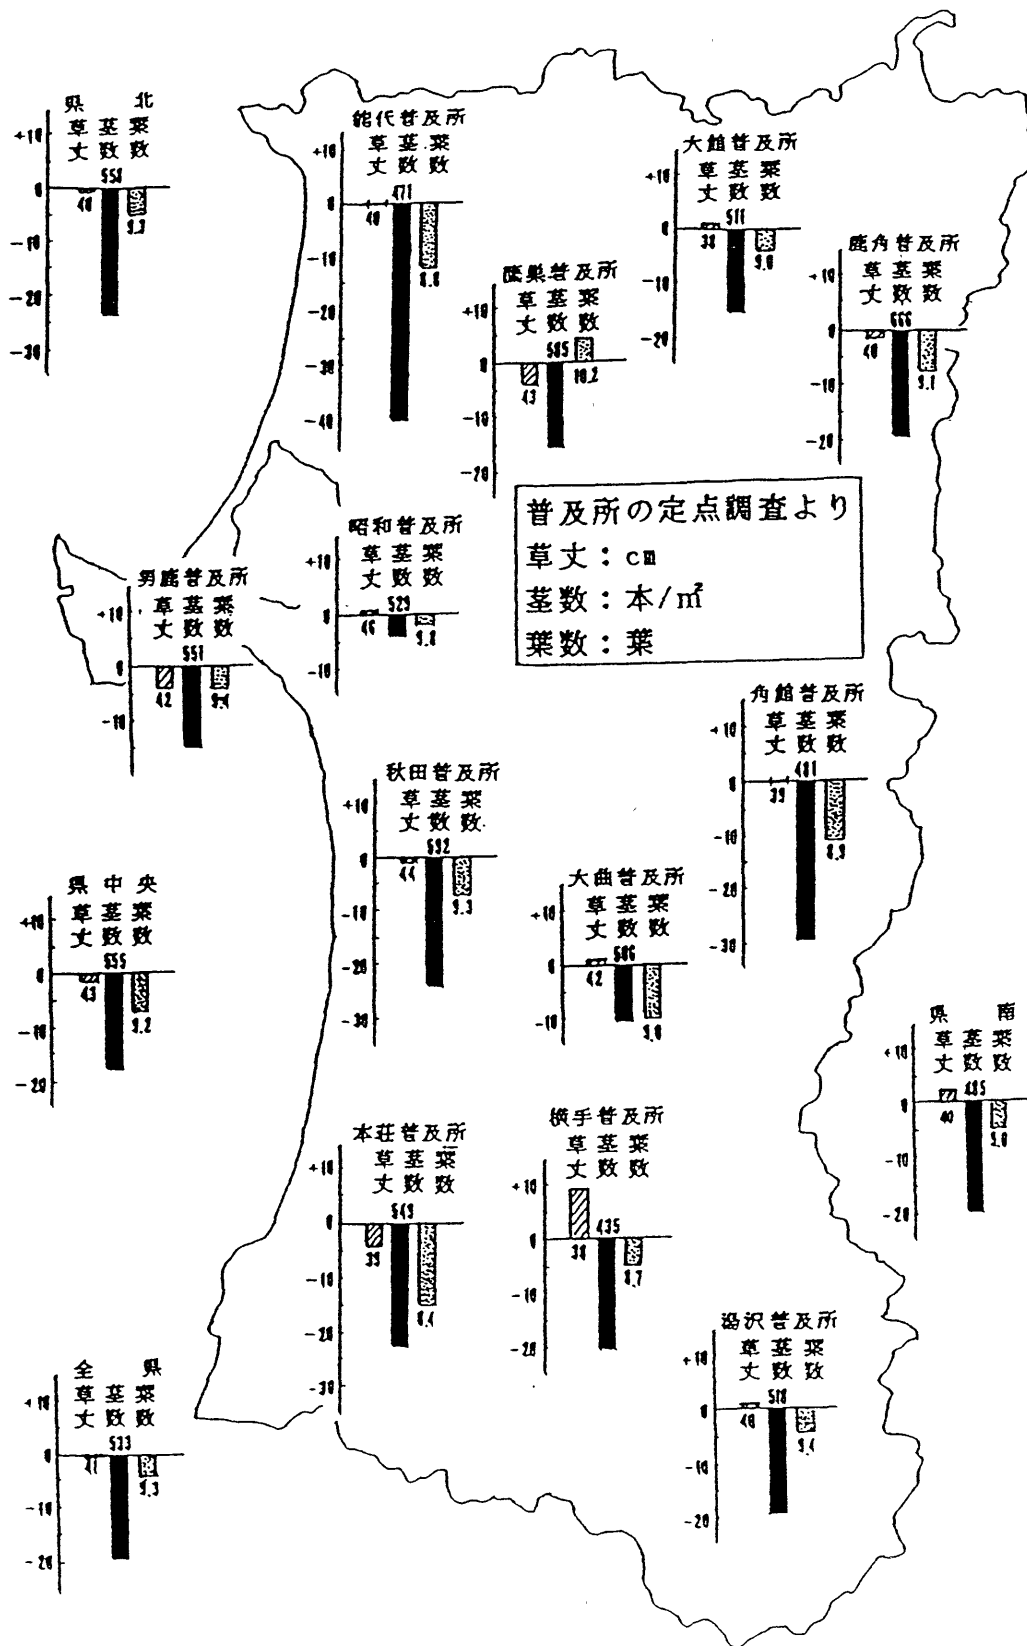 県 北
草 茎 葉
丈 数 数
+10
0
-10
-20
-30
40
9.3
能代普及所
草 茎 葉
丈 数 数
+10
0
-10
-20
-30
-40
471
40
8.8
大館普及所
草 茎 葉
丈 数 数
+10
0
-10
-20
511
38
9.0
鷹巣普及所
草 茎 葉
丈 数 数
+10
0
-10
-20
505
43
10.2
鹿角普及所
草 茎 葉
丈 数 数
+10
0
-10
-20
666
40
9.1
普及所の定点調査より
草丈：cm
茎数：本/㎡
葉数：葉
昭和普及所
草 茎 葉
丈 数 数
+10
0
-10
529
46
9.8
男鹿普及所
草 茎 葉
丈 数 数
+10
0
-10
551
42
9.4
角館普及所
草 茎 葉
丈 数 数
+10
0
-10
-20
-30
481
39
8.9
秋田普及所
草 茎 葉
丈 数 数
+10
0
-10
-20
-30
44
9.3
大曲普及所
草 茎 葉
丈 数 数
+10
0
-10
506
42
9.0
県 中 央
草 茎 葉
丈 数 数
+10
0
-10
-20
555
43
9.2
県 南
草 茎 葉
丈 数 数
+10
0
-10
-20
485
40
9.0
本荘普及所
草 茎 葉
丈 数 数
+10
0
-10
-20
-30
549
39
8.4
横手普及所
草 茎 葉
丈 数 数
+10
0
-10
-20
435
38
8.7
湯沢普及所
草 茎 葉
丈 数 数
+10
0
-10
-20
518
40
9.4
全 県
草 茎 葉
丈 数 数
+10
0
-10
-20
533
9.3